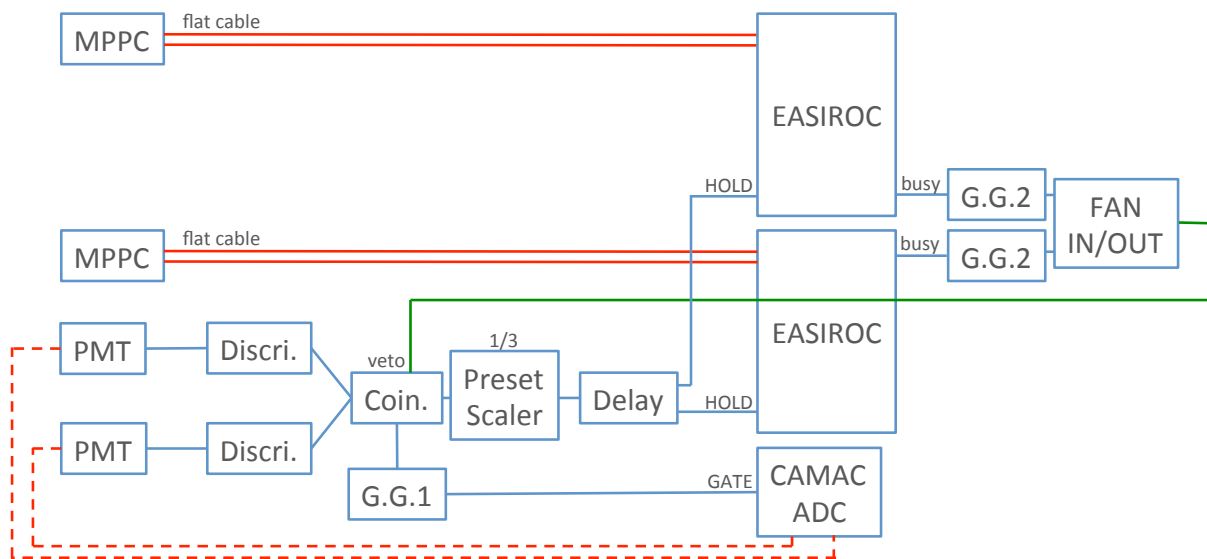 flat cable
MPPC
EASIROC
HOLD
busy
G.G.2
FAN
IN/OUT
flat cable
MPPC
busy
G.G.2
EASIROC
PMT
Discri.
veto
Coin.
1/3
Preset
Scaler
Delay
HOLD
PMT
Discri.
G.G.1
GATE
CAMAC
ADC